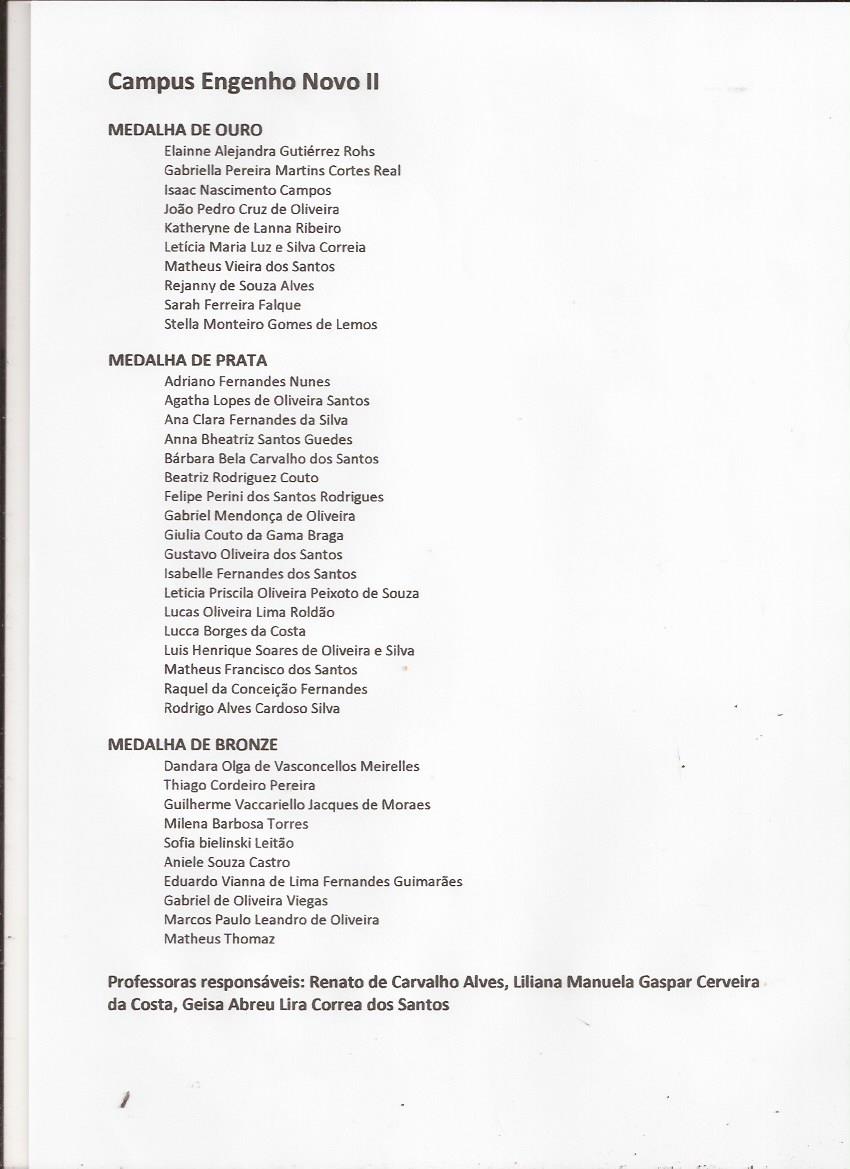 Campus Engenho Novo II
MEDALHA DE OURO
Elainne Alejandra Gutiérrez Rohs
Gabriella Pereira Martins Cortes Real
Isaac Nascimento Campos
João Pedro Cruz de Oliveira
Katheryne de Lanna Ribeiro
Letícia Maria Luz e Silva Correia
Matheus Vieira dos Santos
Rejanny de Souza Alves
Sarah Ferreira Falque
Stella Monteiro Gomes de Lemos
MEDALHA DE PRATA
Adriano Fernandes Nunes
Agatha Lopes de Oliveira Santos
Ana Clara Fernandes da Silva
Anna Bheatriz Santos Guedes
Bárbara Bela Carvalho dos Santos
Beatriz Rodriguez Couto
Felipe Perini dos Santos Rodrigues
Gabriel Mendonça de Oliveira
Giulia Couto da Gama Braga
Gustavo Oliveira dos Santos
Isabelle Fernandes dos Santos
Leticia Priscila Oliveira Peixoto de Souza
Lucas Oliveira Lima Roldão
Lucca Borges da Costa
Luis Henrique Soares de Oliveira e Silva
Matheus Francisco dos Santos
Raquel da Conceição Fernandes
Rodrigo Alves Cardoso Silva
MEDALHA DE BRONZE
Dandara Olga de Vasconcellos Meirelles
Thiago Cordeiro Pereira
Guilherme Vaccariello Jacques de Moraes
Milena Barbosa Torres
Sofia bielinski Leitão
Aniele Souza Castro
Eduardo Vianna de Lima Fernandes Guimarães
Gabriel de Oliveira Viegas
Marcos Paulo Leandro de Oliveira
Matheus Thomaz
Professoras responsáveis: Renato de Carvalho Alves, Liliana Manuela Gaspar Cerveira
da Costa, Geisa Abreu Lira Correa dos Santos